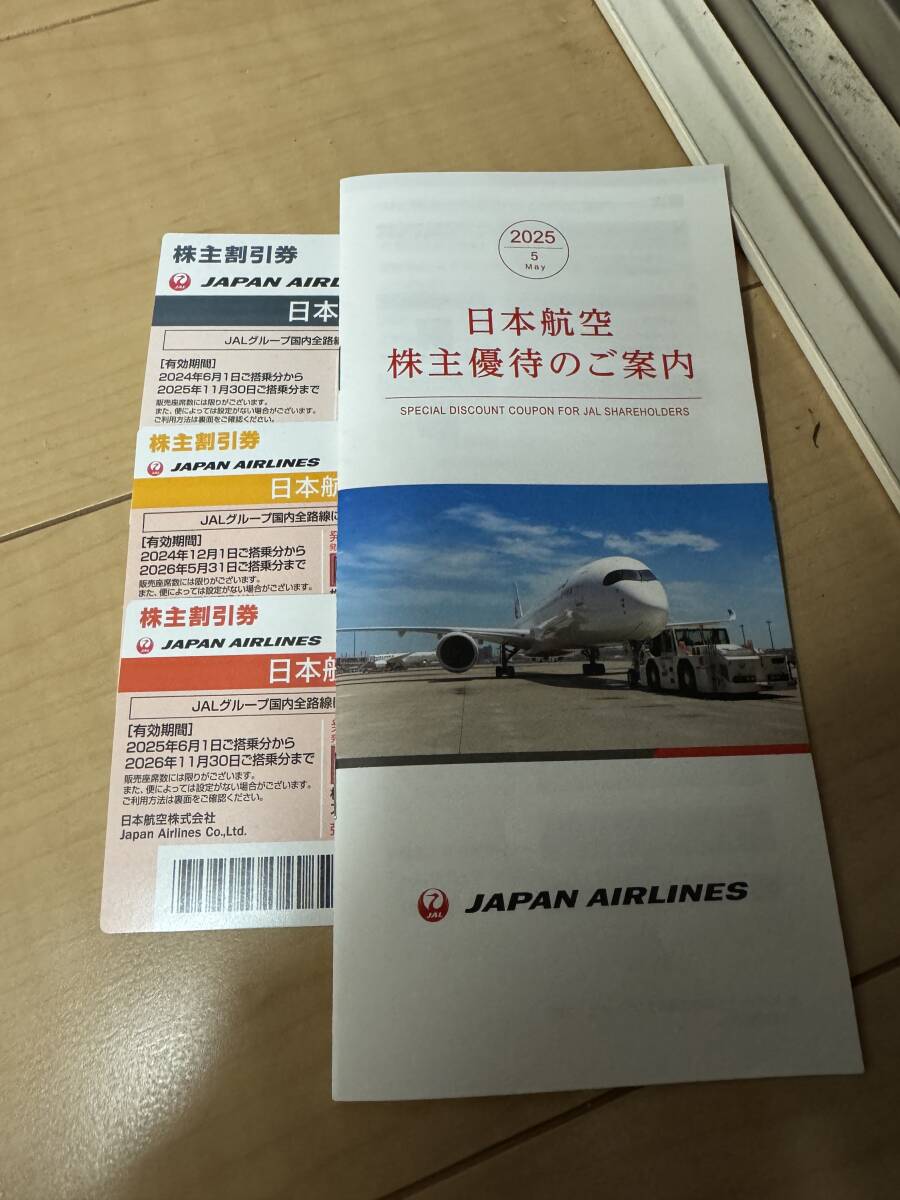 株主割引券
JAL JAPAN AIRL
日本
JALグループ国内全路線
[有効期間]
2024年6月1日ご搭乗分から
2025年11月30日ご搭乗分まで
販売座席数には限りがございます。
また、便によっては設定がない場合がございます。
ご利用方法は裏面をご確認ください。
株主割引券
JAPAN AIRLINES
日本航
JALグループ国内全路線に
[有効期間]
2024年12月1日ご搭乗分から
2026年5月31日ご搭乗分まで
販売座席数には限りがございます。
また、便によっては設定がない場合がございます。
株主割引券
JAL JAPAN AIRLINES
日本航
JALグループ国内全路線に
[有効期間]
2025年6月1日ご搭乗分から
2026年11月30日ご搭乗分まで
販売座席数には限りがございます。
また、便によっては設定がない場合がございます。
ご利用方法は裏面をご確認ください。
日本航空株式会社
Japan Airlines Co.,Ltd.
2025
5
May
日本航空
株主優待のご案内
SPECIAL DISCOUNT COUPON FOR JAL SHAREHOLDERS
JAL JAPAN AIRLINES